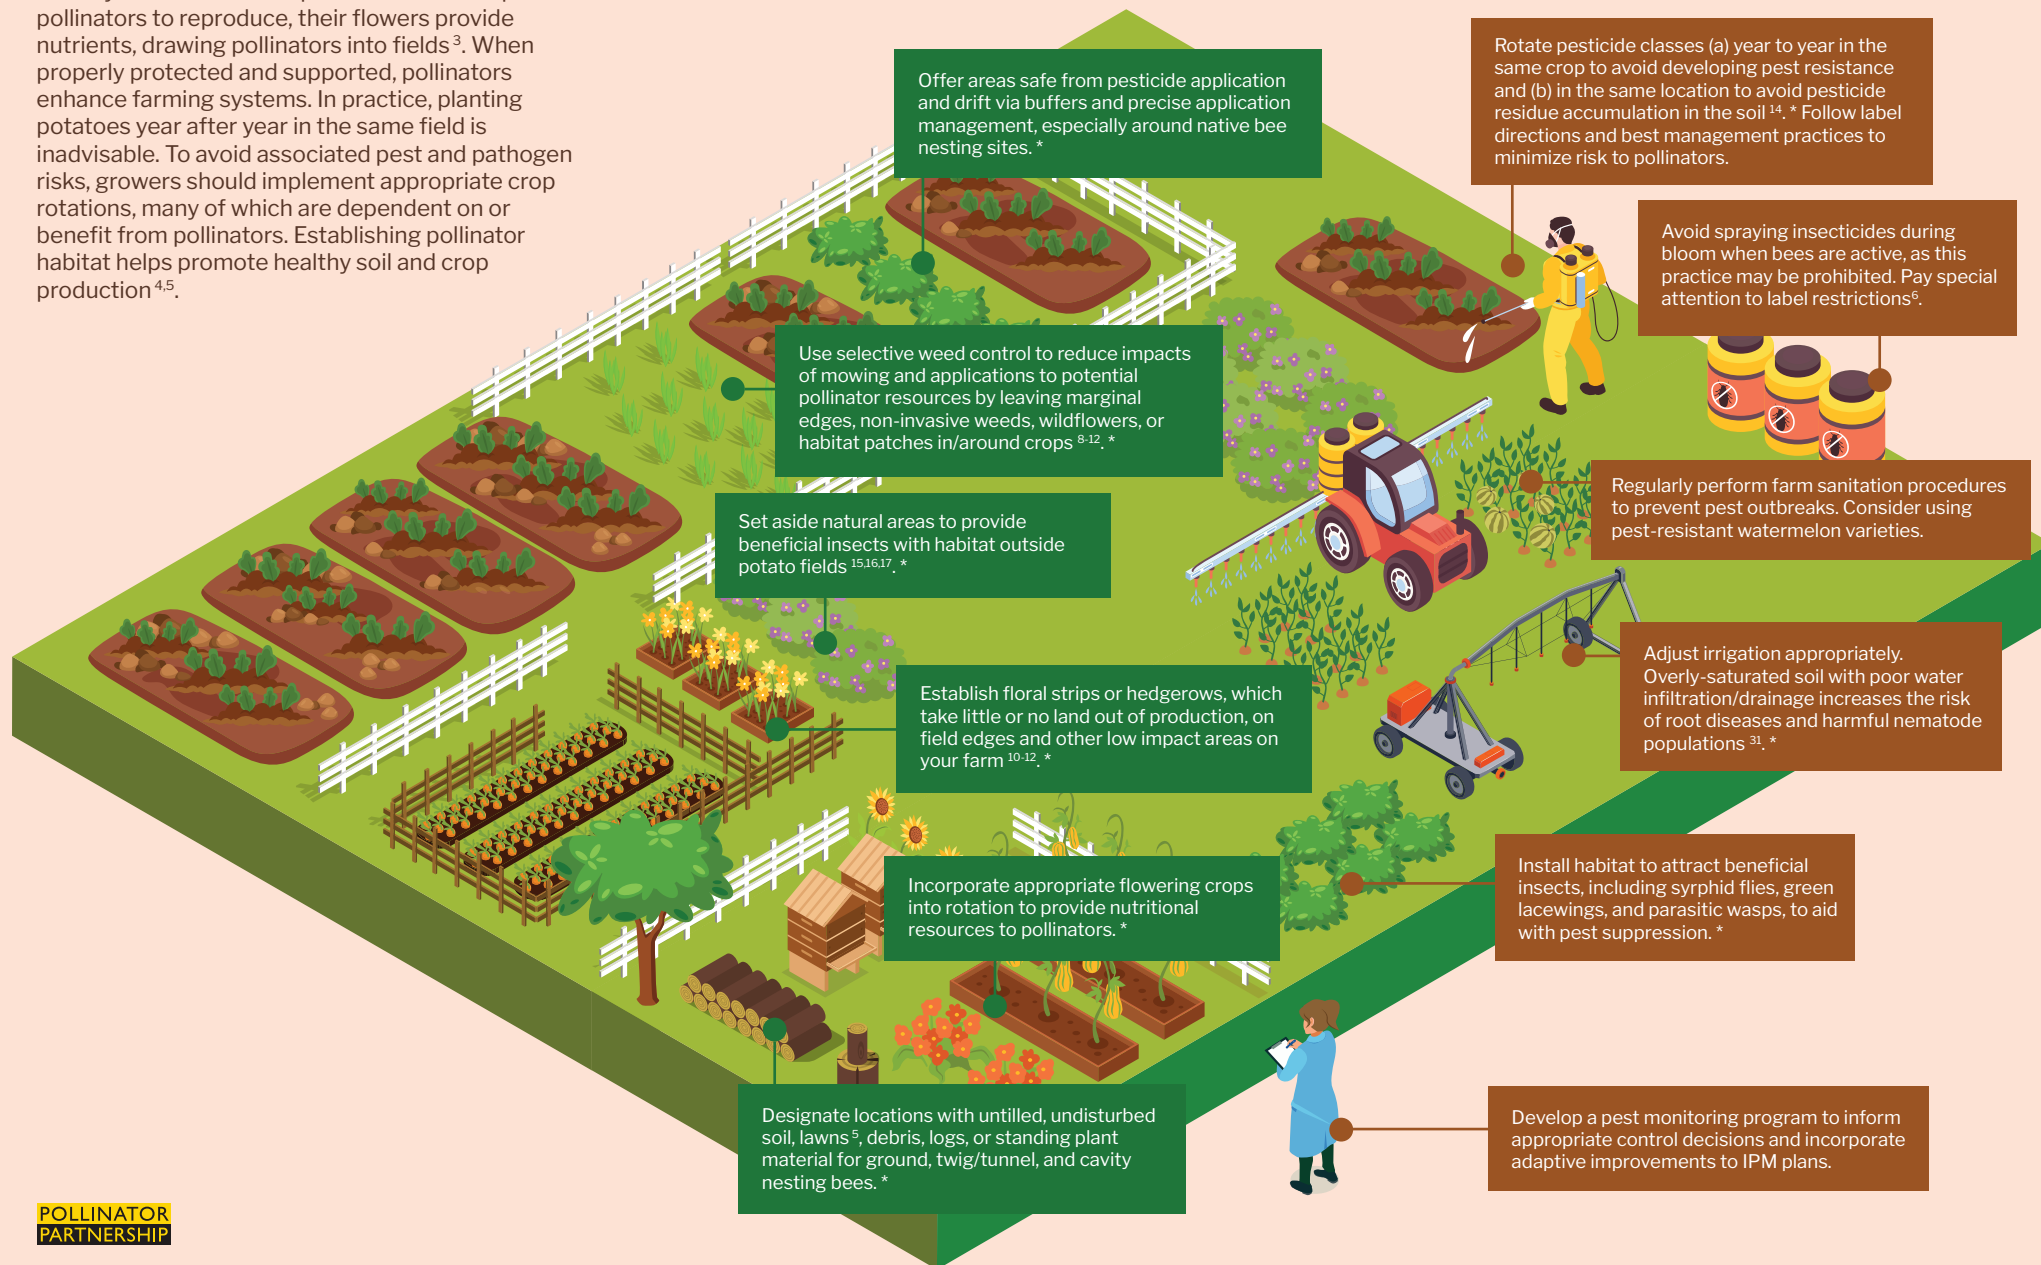 pollinators to reproduce, their flowers provide
nutrients, drawing pollinators into fields 3. When
properly protected and supported, pollinators
enhance farming systems. In practice, planting
potatoes year after year in the same field is
inadvisable. To avoid associated pest and pathogen
risks, growers should implement appropriate crop
rotations, many of which are dependent on or
benefit from pollinators. Establishing pollinator
habitat helps promote healthy soil and crop
production 4,5.
Offer areas safe from pesticide application
and drift via buffers and precise application
management, especially around native bee
nesting sites. *
Rotate pesticide classes (a) year to year in the
same crop to avoid developing pest resistance
and (b) in the same location to avoid pesticide
residue accumulation in the soil 14. * Follow label
directions and best management practices to
minimize risk to pollinators.
Avoid spraying insecticides during
bloom when bees are active, as this
practice may be prohibited. Pay special
attention to label restrictions6.
Use selective weed control to reduce impacts
of mowing and applications to potential
pollinator resources by leaving marginal
edges, non-invasive weeds, wildflowers, or
habitat patches in/around crops 8-12. *
Regularly perform farm sanitation procedures
to prevent pest outbreaks. Consider using
pest-resistant watermelon varieties.
Set aside natural areas to provide
beneficial insects with habitat outside
potato fields 15,16,17. *
Adjust irrigation appropriately.
Overly-saturated soil with poor water
infiltration/drainage increases the risk
of root diseases and harmful nematode
populations 31. *
Establish floral strips or hedgerows, which
take little or no land out of production, on
field edges and other low impact areas on
your farm 10-12. *
Install habitat to attract beneficial
insects, including syrphid flies, green
lacewings, and parasitic wasps, to aid
with pest suppression. *
Incorporate appropriate flowering crops
into rotation to provide nutritional
resources to pollinators. *
Designate locations with untilled, undisturbed
soil, lawns 5, debris, logs, or standing plant
material for ground, twig/tunnel, and cavity
nesting bees. *
Develop a pest monitoring program to inform
appropriate control decisions and incorporate
adaptive improvements to IPM plans.
POLLINATOR
PARTNERSHIP